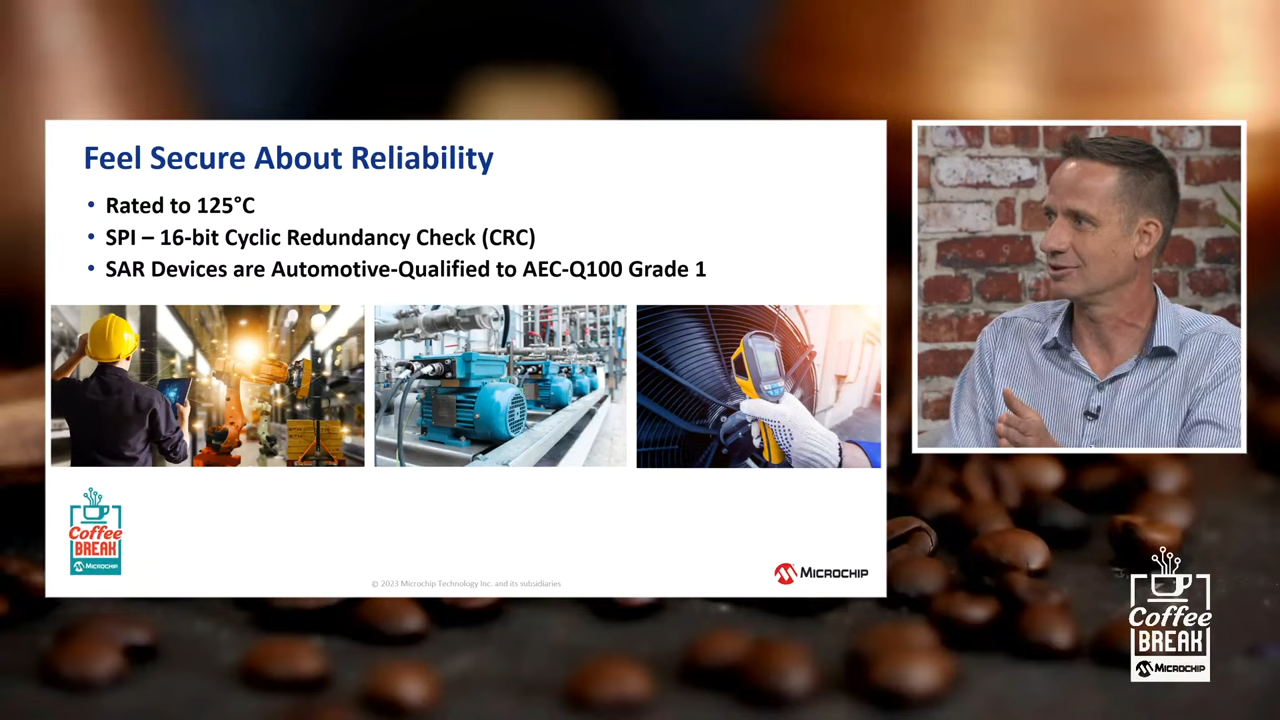 Feel Secure About Reliability
• Rated to 125°C
• SPI – 16-bit Cyclic Redundancy Check (CRC)
• SAR Devices are Automotive-Qualified to AEC-Q100 Grade 1
Coffee
BREAK
MICROCHIP
© 2023 Microchip Technology Inc. and its subsidiaries
MICROCHIP
Coffee
BREAK
MICROCHIP